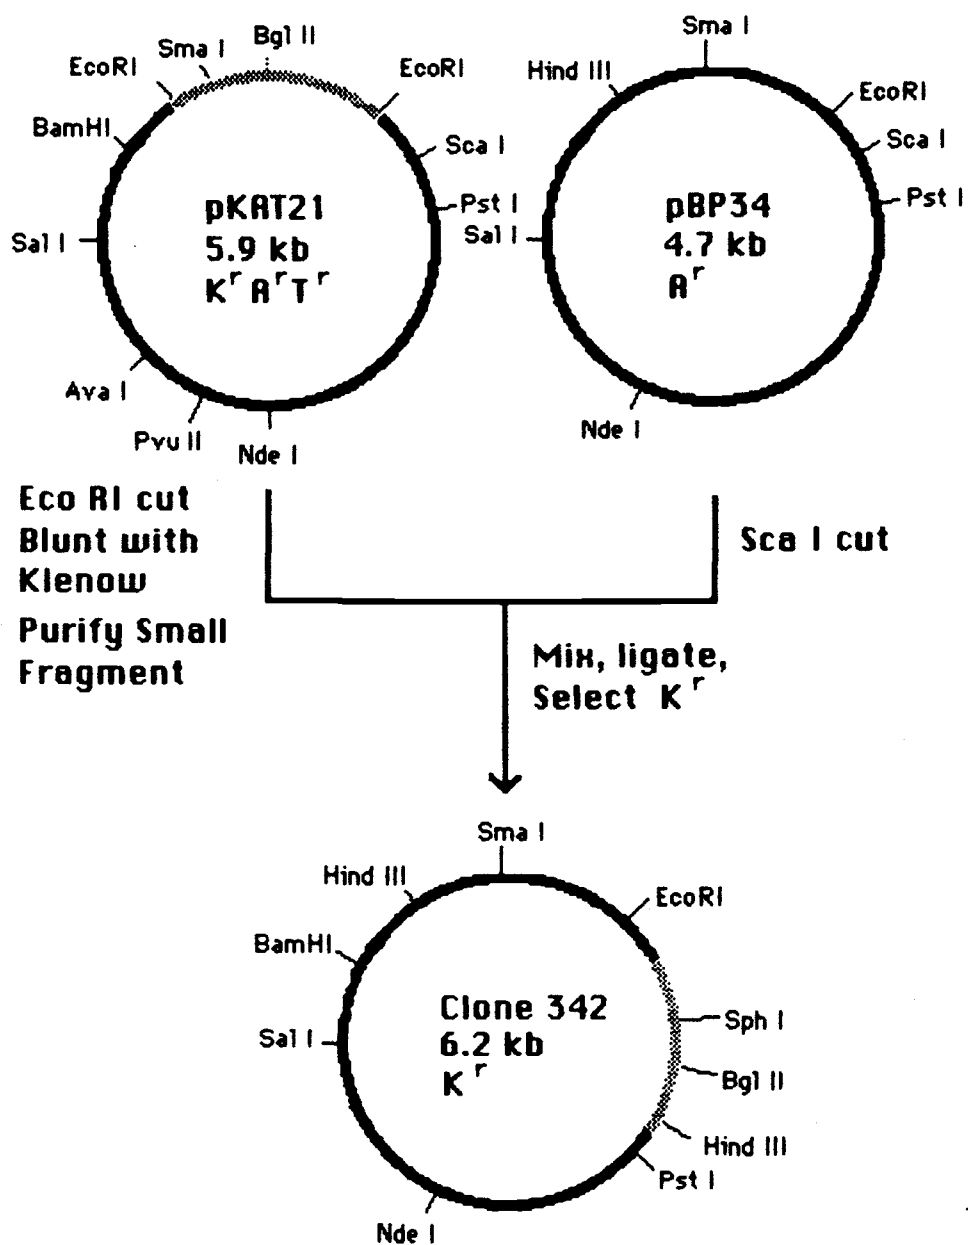 Sma I
Bgl II
EcoRI
EcoRI
BamHI
Sca I
Pst I
Sal I
pKAT21
5.9 kb
K r A r T r
Ava I
Pvu II
Nde I
Sma I
Hind III
EcoRI
Sca I
Pst I
Sal I
pBP34
4.7 kb
A r
Nde I
Eco RI cut
Blunt with
Klenow
Purify Small
Fragment
Sca I cut
Mix, ligate,
Select K r
Sma I
Hind III
EcoRI
BamHI
Sal I
Clone 342
6.2 kb
K r
Sph I
Bgl II
Hind III
Pst I
Nde I